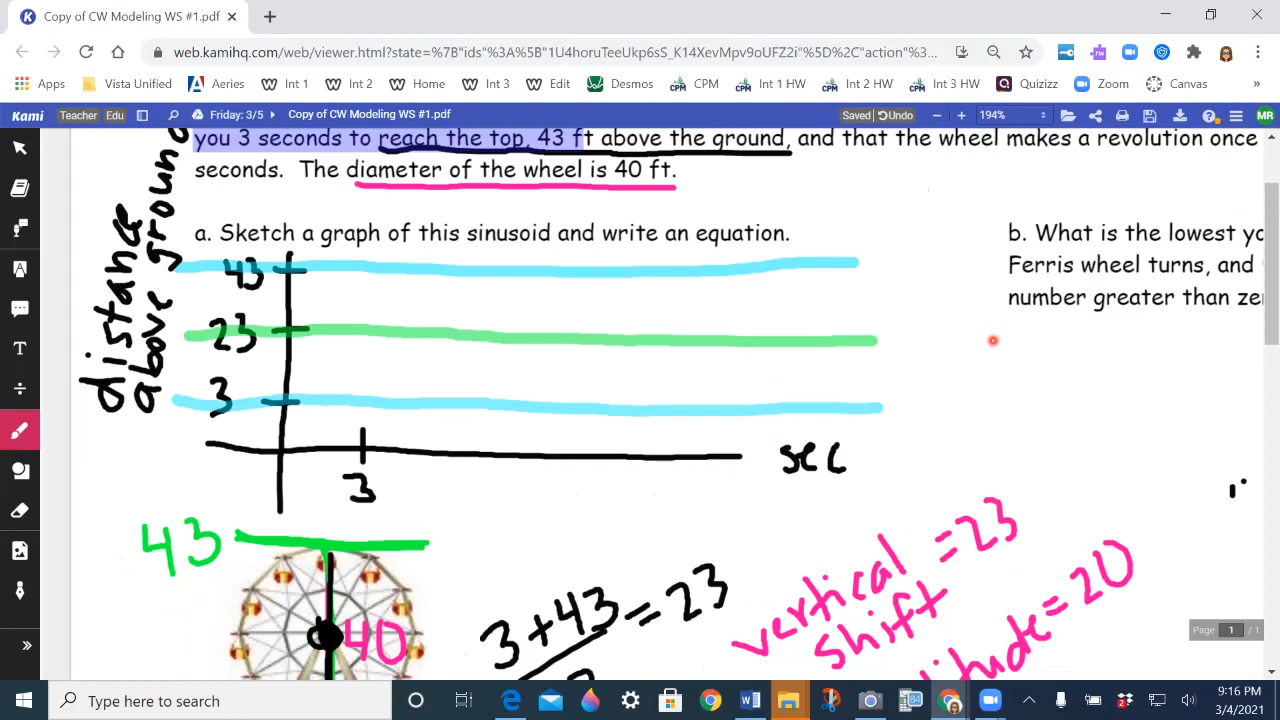 Copy of CW Modeling WS #1.pdf
web.kamihq.com/web/viewer.html?state=%7B"ids"%3A%5B"1U4horuTeeUkp6sS_K14XevMpv9oUFZ2i"%5D%2C"action"%3...
Apps Vista Unified Aeries Int 1 Int 2 Home Int 3 Edit Desmos CPM Int 1 HW Int 2 HW Int 3 HW Quizizz Zoom Canvas »
Kami Teacher Edu Friday: 3/5 Copy of CW Modeling WS #1.pdf Saved Undo 194% MR
you 3 seconds to reach the top, 43 ft above the ground, and that the wheel makes a revolution once
seconds. The diameter of the wheel is 40 ft.
a. Sketch a graph of this sinusoid and write an equation.
b. What is the lowest yo
Ferris wheel turns, and
number greater than ze
distance
above ground
43
23
3
sec
3
43
40
3+43 = 23
vertical = 23
shift
itude = 20
Page 1 / 1
Type here to search
9:16 PM
3/4/2021